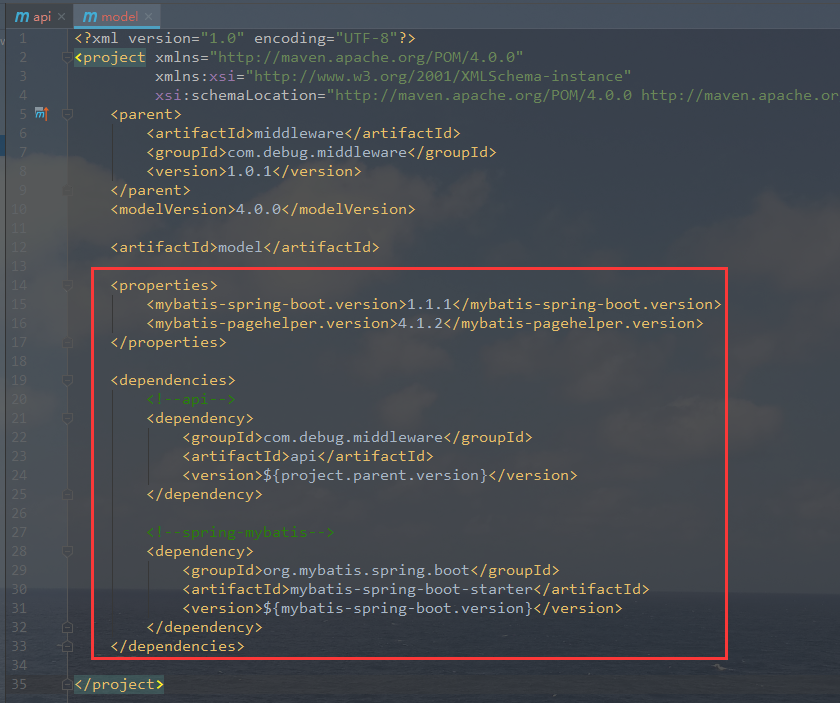 api
model
1 <?xml version="1.0" encoding="UTF-8"?>
2 <project xmlns="http://maven.apache.org/POM/4.0.0"
3 xmlns:xsi="http://www.w3.org/2001/XMLSchema-instance"
4 xsi:schemaLocation="http://maven.apache.org/POM/4.0.0 http://maven.apache.or
5 <parent>
6 <artifactId>middleware</artifactId>
7 <groupId>com.debug.middleware</groupId>
8 <version>1.0.1</version>
9 </parent>
10 <modelVersion>4.0.0</modelVersion>
11
12 <artifactId>model</artifactId>
13
14 <properties>
15 <mybatis-spring-boot.version>1.1.1</mybatis-spring-boot.version>
16 <mybatis-pagehelper.version>4.1.2</mybatis-pagehelper.version>
17 </properties>
18
19 <dependencies>
20 <!--api-->
21 <dependency>
22 <groupId>com.debug.middleware</groupId>
23 <artifactId>api</artifactId>
24 <version>${project.parent.version}</version>
25 </dependency>
26
27 <!--spring-mybatis-->
28 <dependency>
29 <groupId>org.mybatis.spring.boot</groupId>
30 <artifactId>mybatis-spring-boot-starter</artifactId>
31 <version>${mybatis-spring-boot.version}</version>
32 </dependency>
33 </dependencies>
34
35 </project>